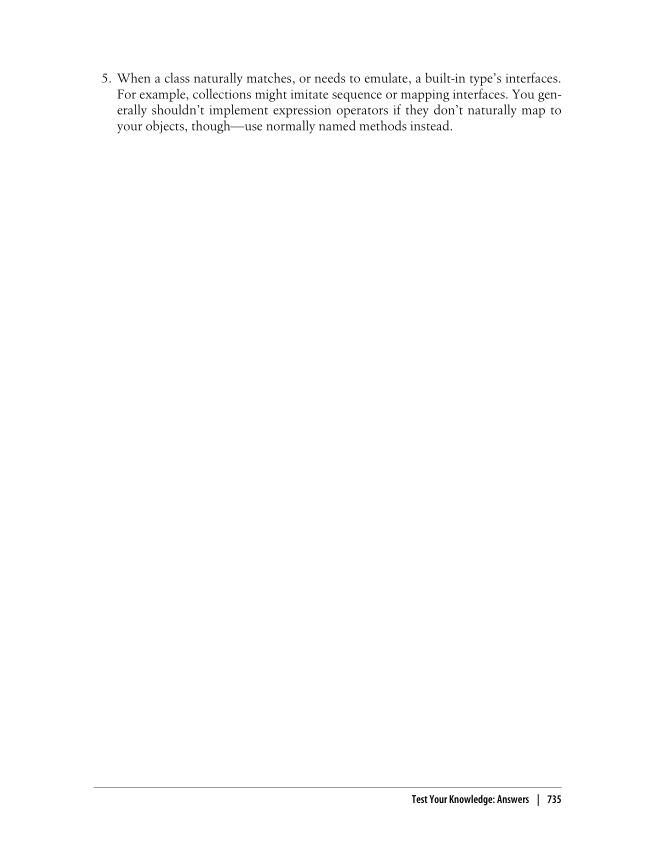 5. When a class naturally matches, or needs to emulate, a built-in type’s interfaces.
For example, collections might imitate sequence or mapping interfaces. You gen-
erally shouldn’t implement expression operators if they don’t naturally map to
your objects, though—use normally named methods instead.
Test Your Knowledge: Answers | 735